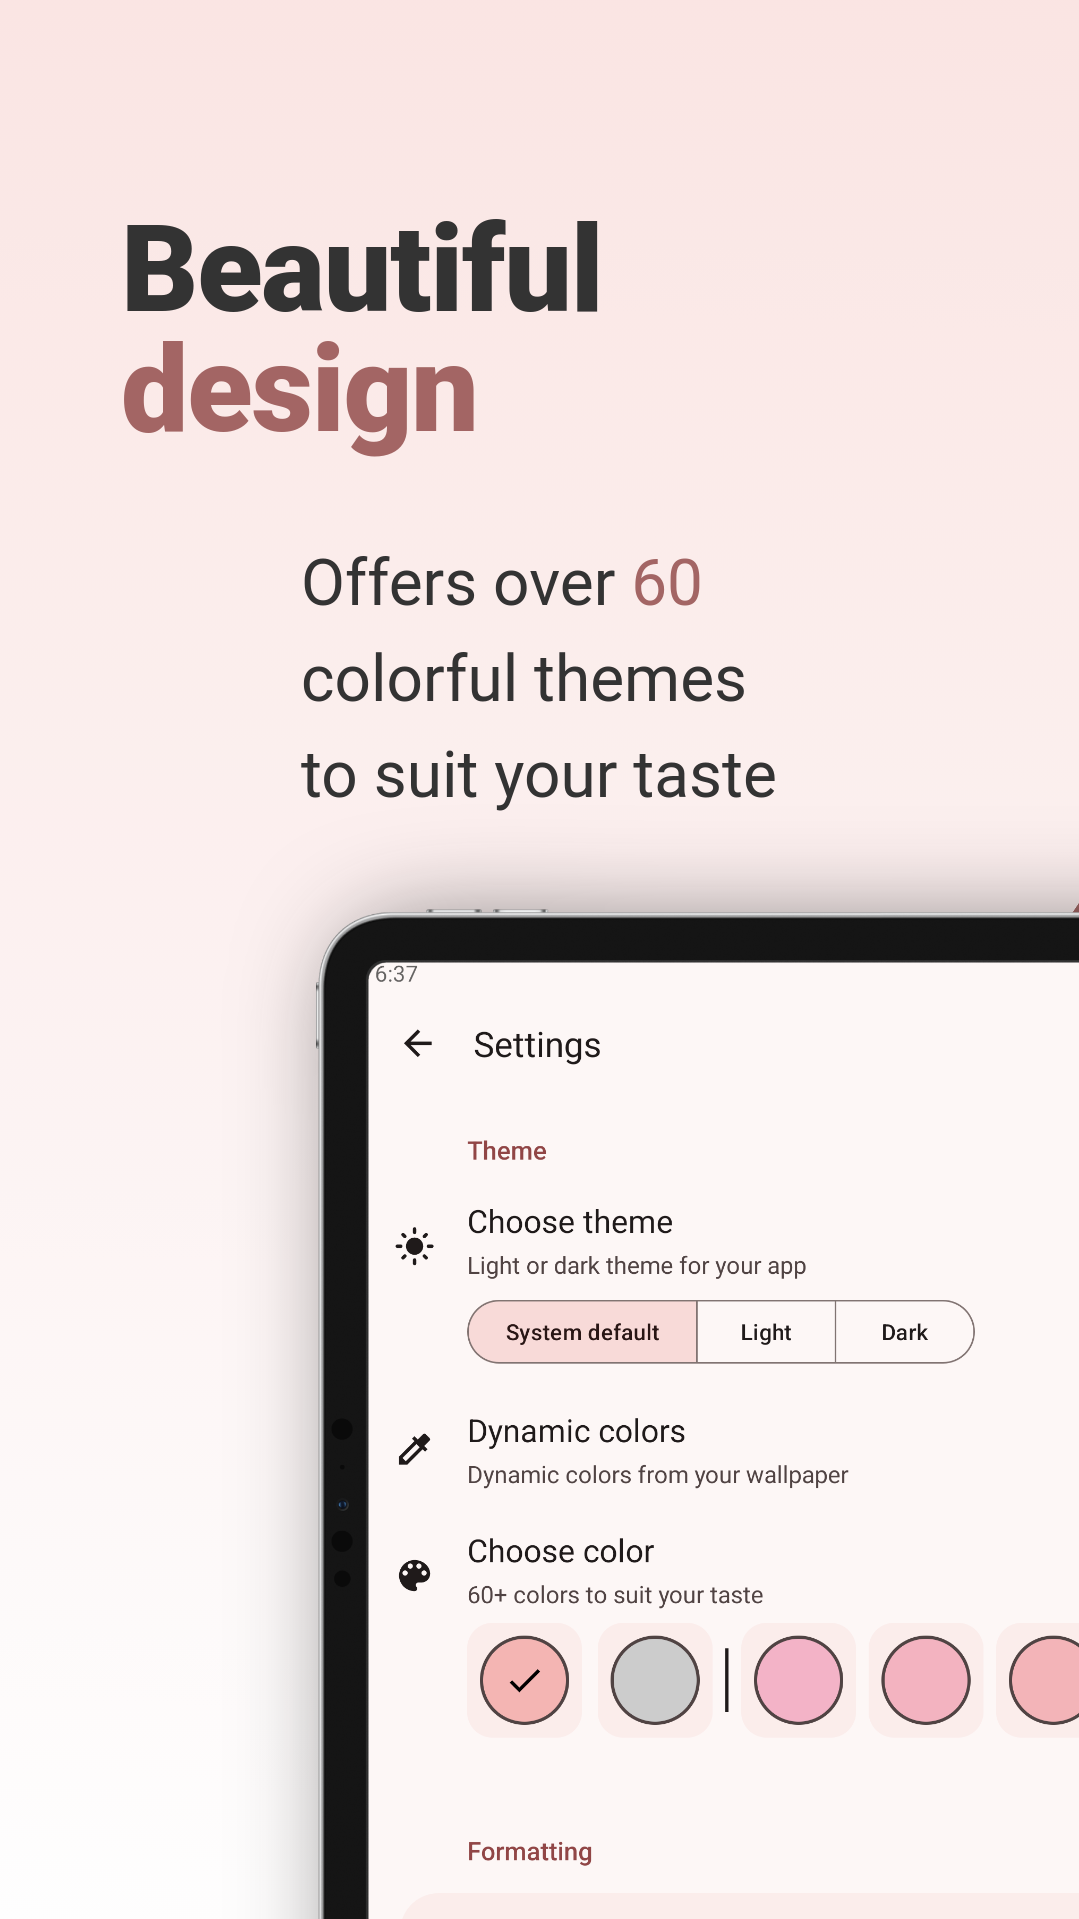 Beautiful
design
Offers over 60
colorful themes
to suit your taste
6:37
Settings
Theme
Choose theme
Light or dark theme for your app
System default Light Dark
Dynamic colors
Dynamic colors from your wallpaper
Choose color
60+ colors to suit your taste
Formatting